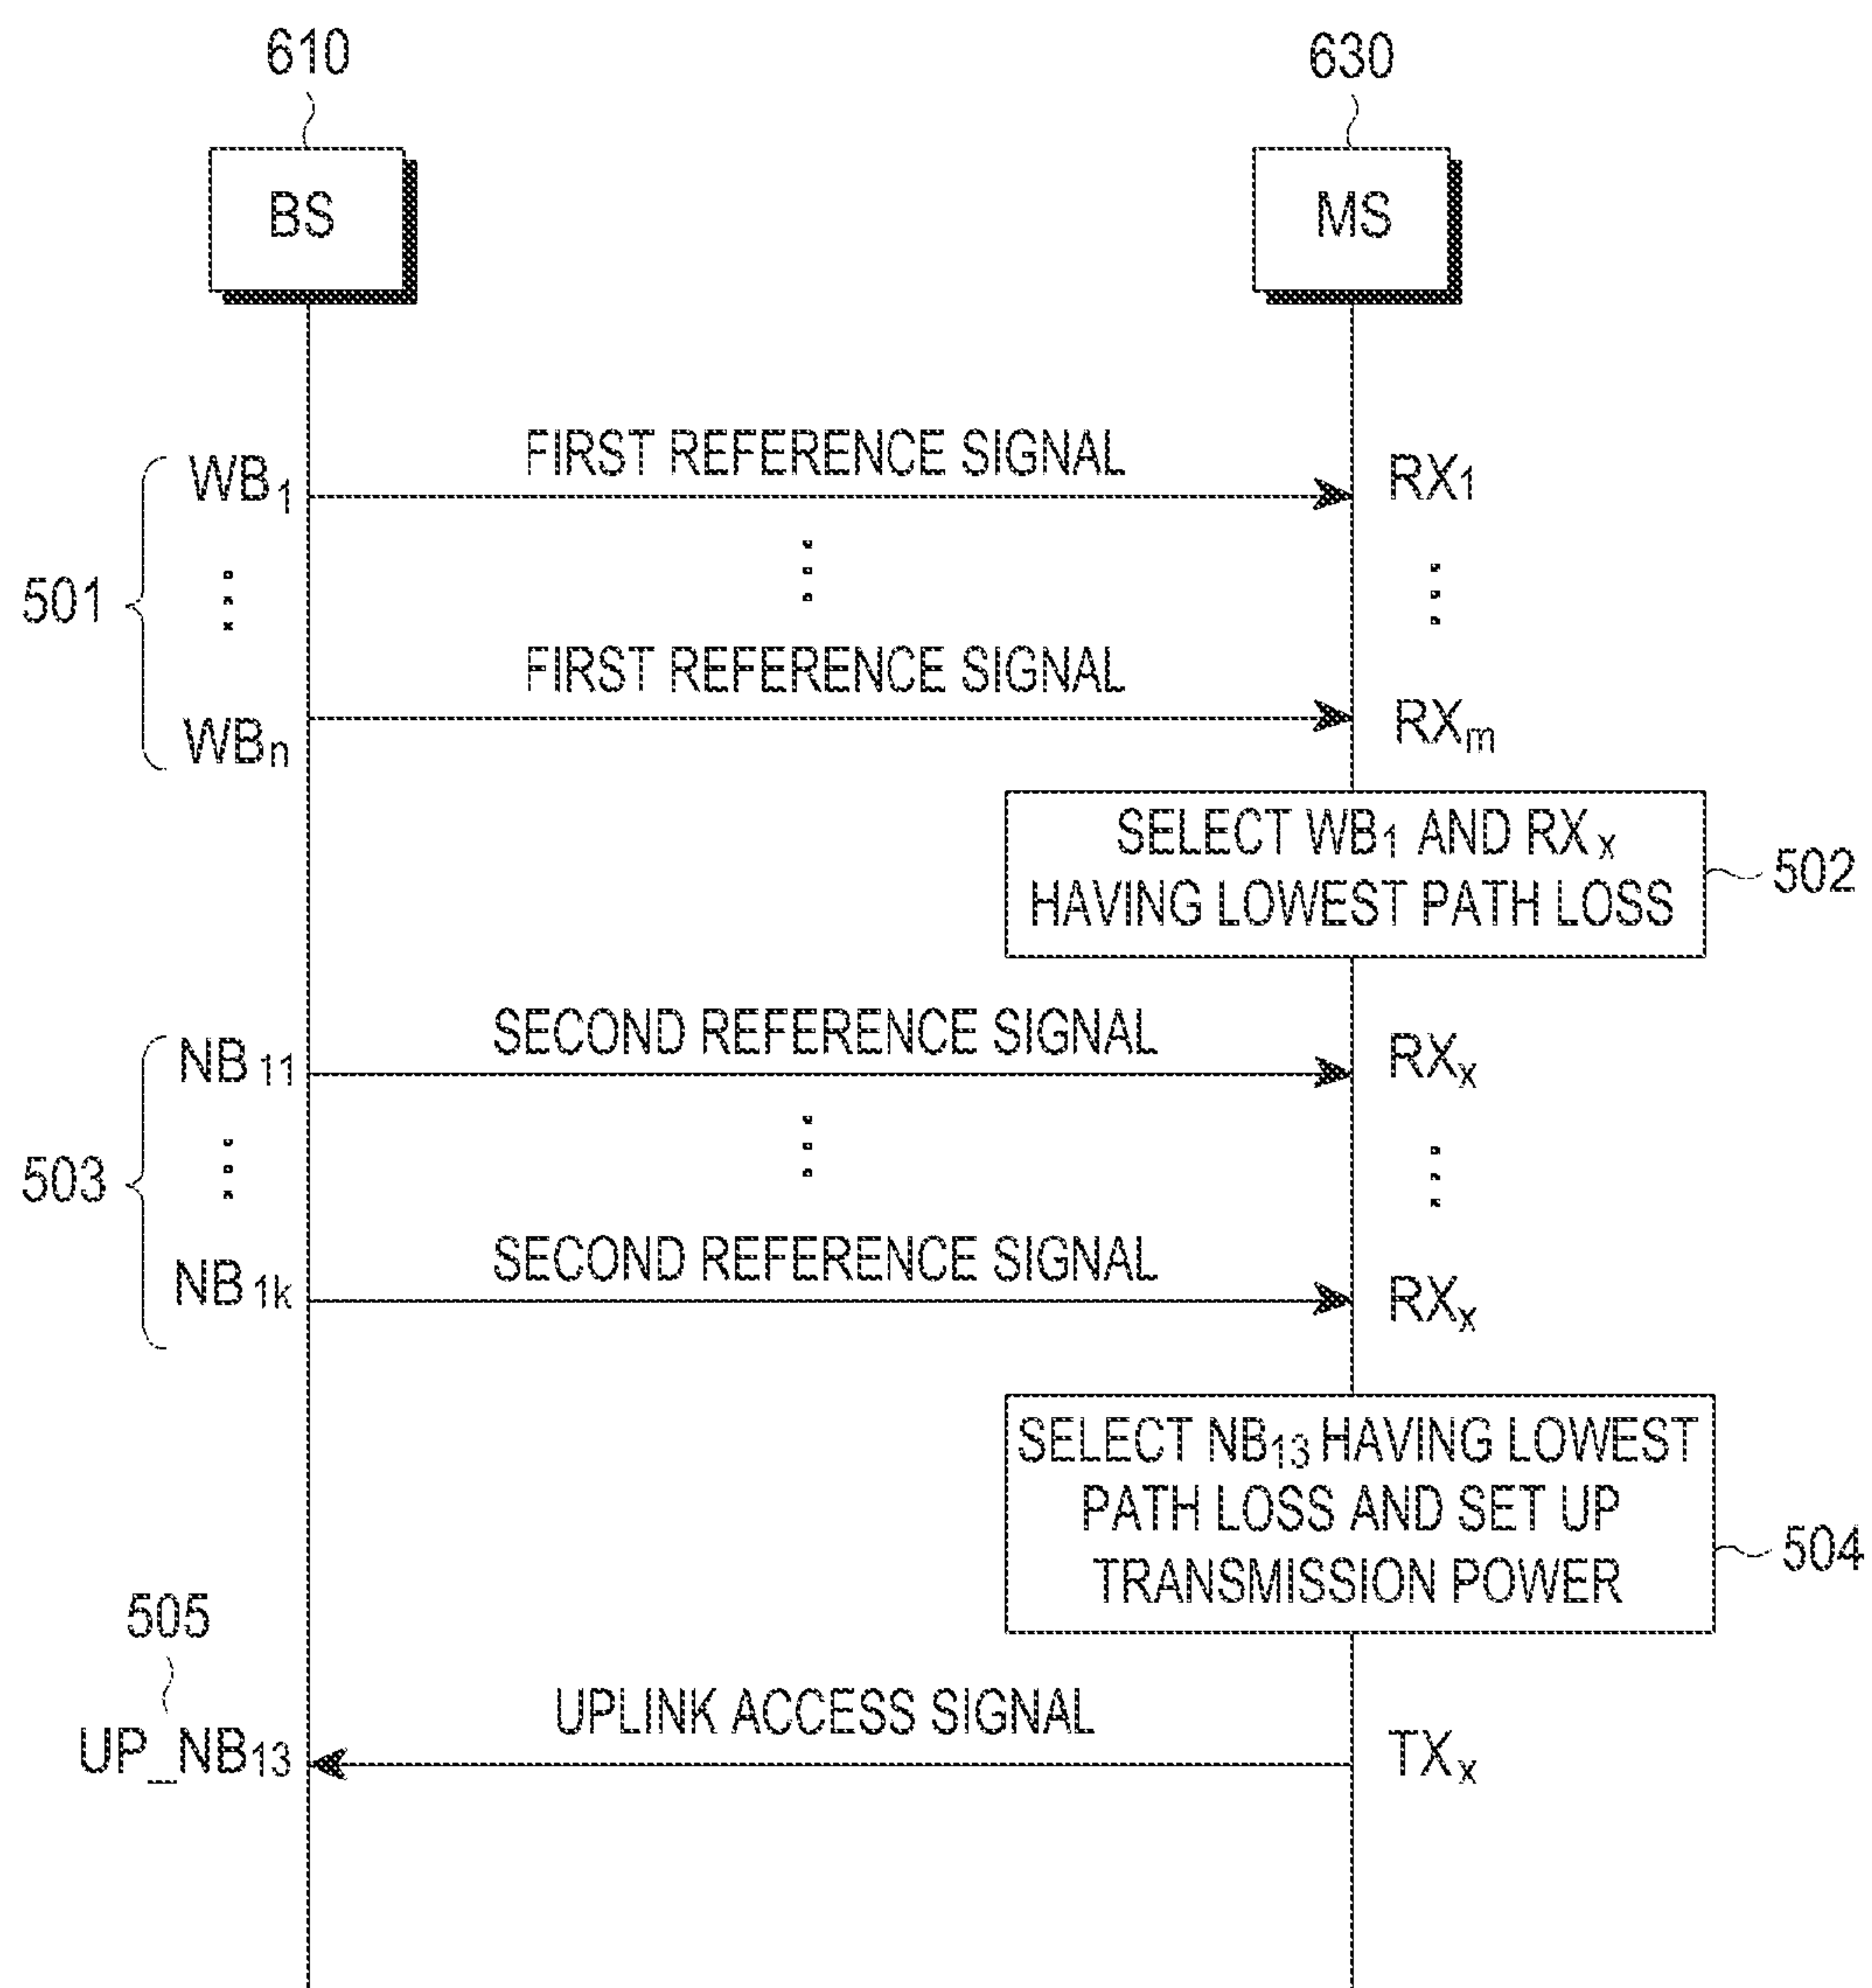 610
630
BS
MS
WB1
FIRST REFERENCE SIGNAL
RX1
501
FIRST REFERENCE SIGNAL
WBn
RXm
SELECT WB1 AND RXx
HAVING LOWEST PATH LOSS
502
NB11
SECOND REFERENCE SIGNAL
RXx
503
NB1k
SECOND REFERENCE SIGNAL
RXx
SELECT NB13 HAVING LOWEST
PATH LOSS AND SET UP
TRANSMISSION POWER
504
505
UP_NB13
UPLINK ACCESS SIGNAL
TXx